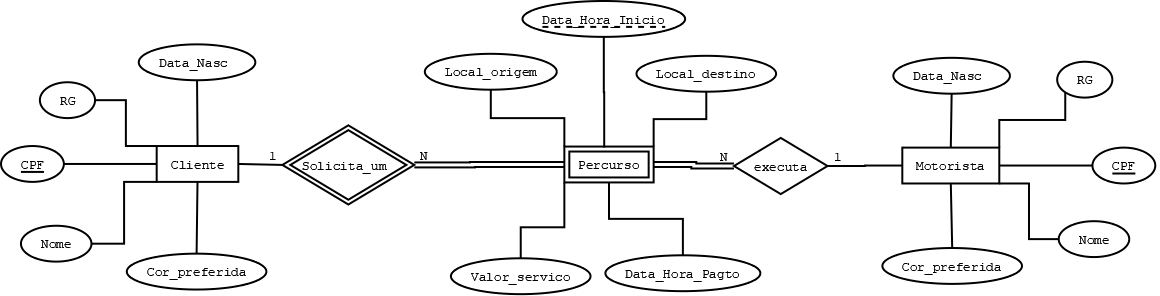 Data_Hora_Inicio
Data_Nasc
Local_origem
Local_destino
Data_Nasc
RG
RG
CPF
Cliente
1
Solicita_um
N
Percurso
N
executa
1
Motorista
CPF
Nome
Nome
Cor_preferida
Valor_servico
Data_Hora_Pagto
Cor_preferida